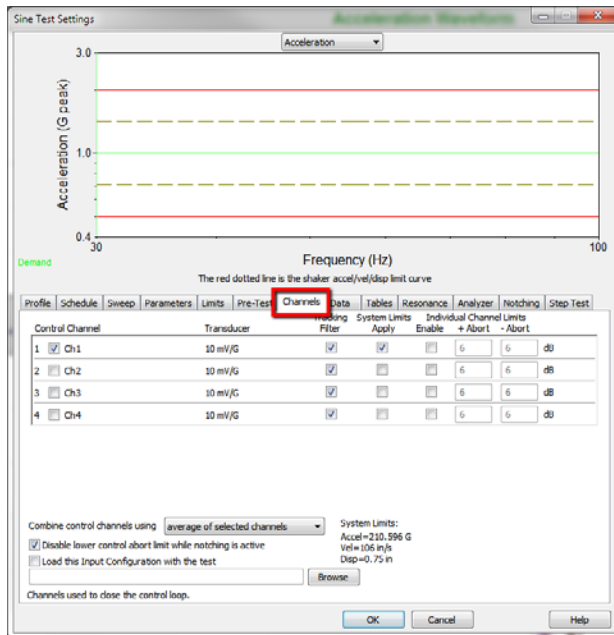 Sine Test Settings
Acceleration Waveform
Acceleration
3.0
Acceleration (G peak)
1.0
0.4
30
100
Demand
Frequency (Hz)
The red dotted line is the shaker accel/vel/disp limit curve
Profile Schedule Sweep Parameters Limits Pre-Test Channels Data Tables Resonance Analyzer Notching Step Test
Tracking System Limits Individual Channel Limits
Control Channel Transducer Filter Apply Enable + Abort - Abort
1 Ch1 10 mV/G 6 6 dB
2 Ch2 10 mV/G 6 6 dB
3 Ch3 10 mV/G 6 6 dB
4 Ch4 10 mV/G 6 6 dB
Combine control channels using average of selected channels
System Limits:
Accel=210.596 G
Vel=106 in/s
Disp=0.75 in
Disable lower control abort limit while notching is active
Load this Input Configuration with the test
Browse
Channels used to close the control loop.
OK Cancel Help